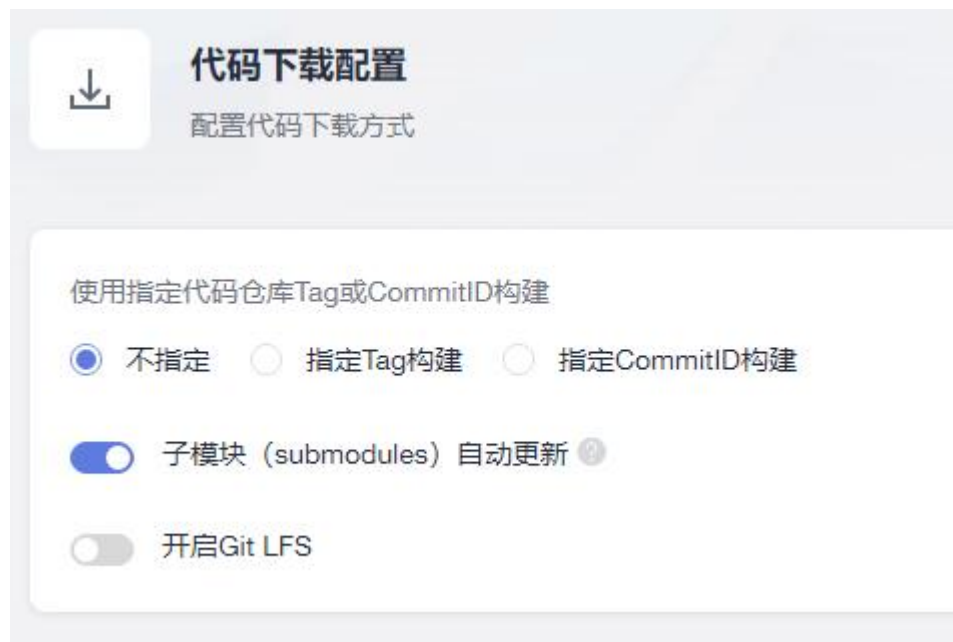 代码下载配置
配置代码下载方式
使用指定代码仓库Tag或CommitID构建
不指定 指定Tag构建 指定CommitID构建
子模块（submodules）自动更新 ?
开启Git LFS